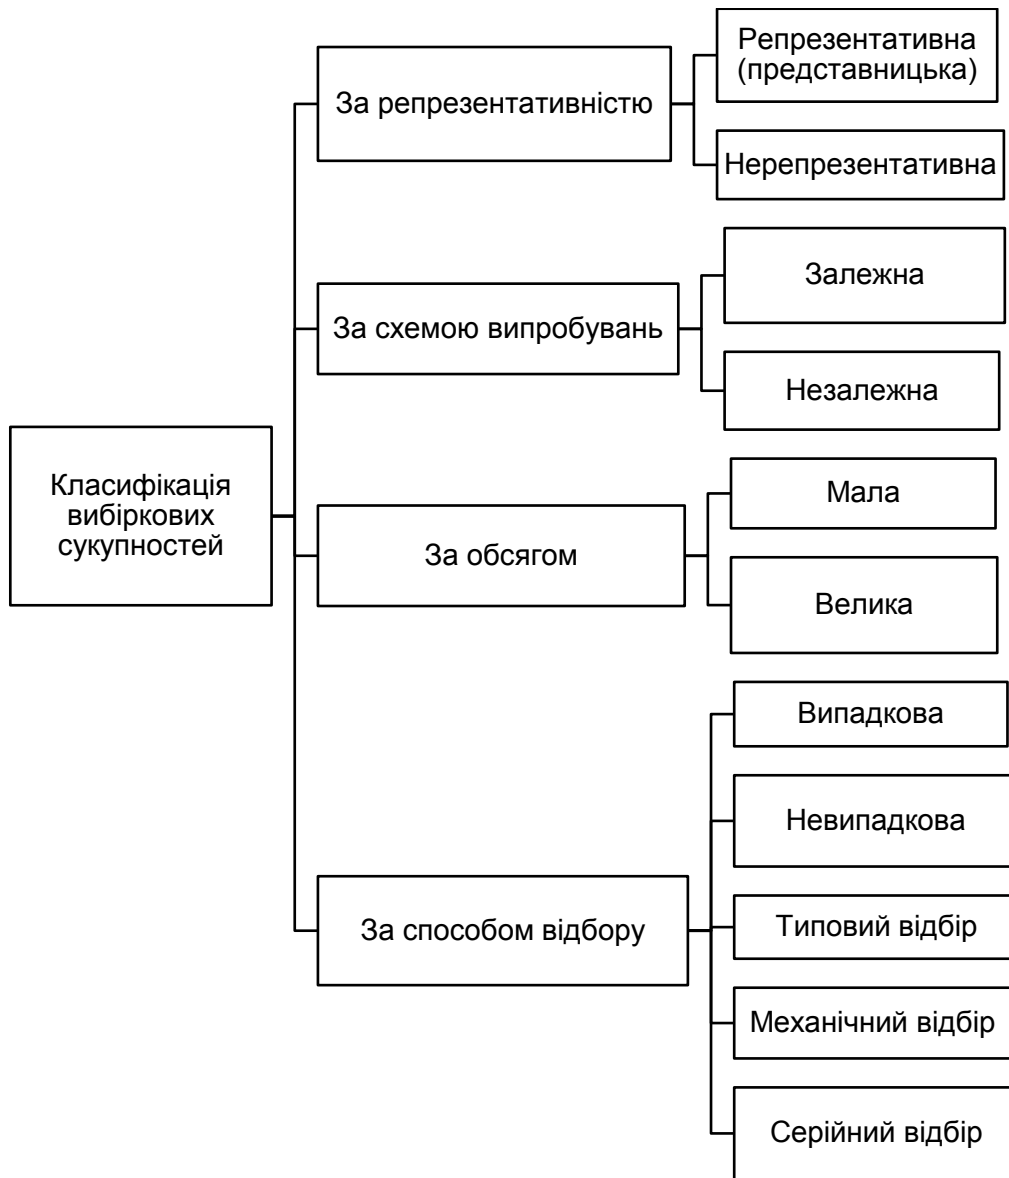 Класифікація
вибіркових
сукупностей
За репрезентативністю
Репрезентативна
(представницька)
Нерепрезентативна
За схемою випробувань
Залежна
Незалежна
За обсягом
Мала
Велика
За способом відбору
Випадкова
Невипадкова
Типовий відбір
Механічний відбір
Серійний відбір